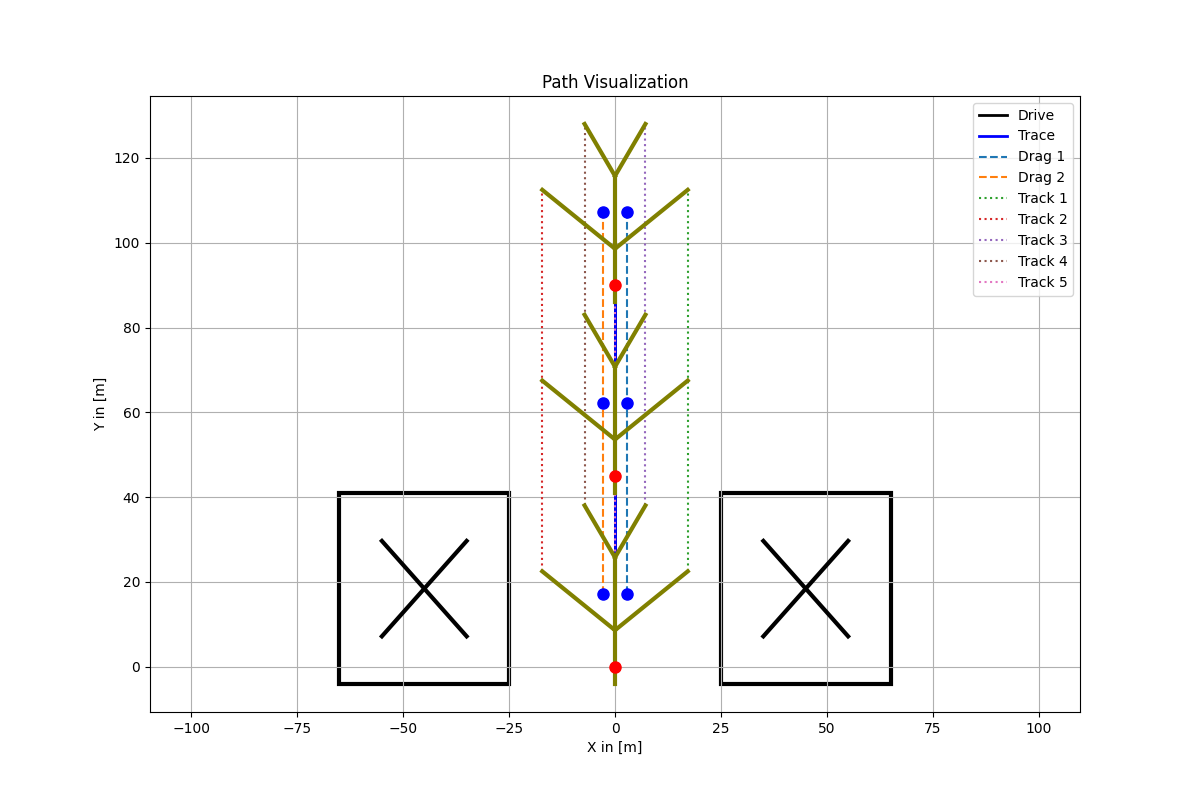 Path Visualization
Drive
Trace
Drag 1
Drag 2
Track 1
Track 2
Track 3
Track 4
Track 5
120
100
80
60
40
20
0
Y in [m]
−100
−75
−50
−25
0
25
50
75
100
X in [m]